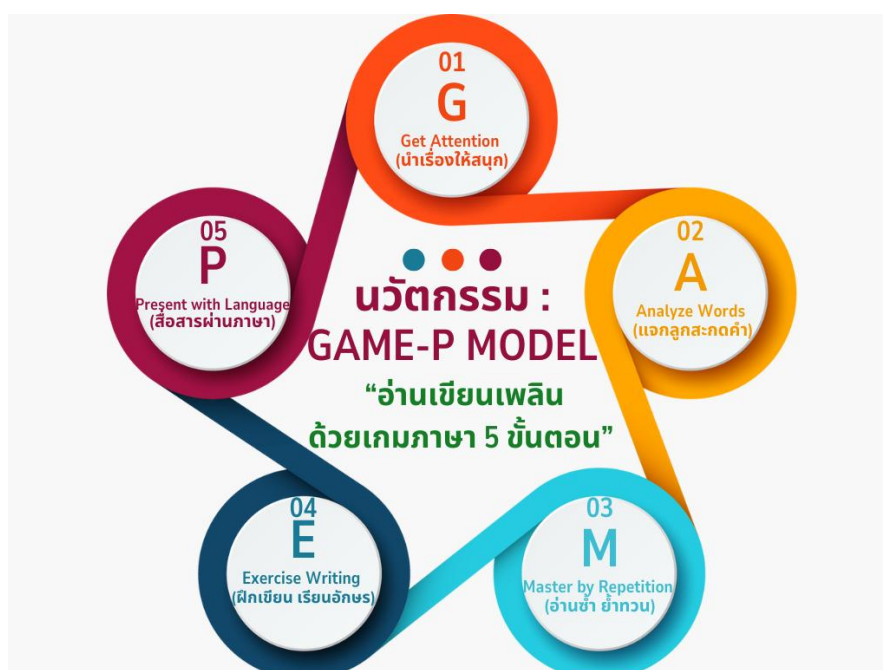 01
G
Get Attention
(นำเรื่องให้สนุก)
02
A
Analyze Words
(แจกลูกสะกดคำ)
03
M
Master by Repetition
(อ่านซ้ำ ย้ำทวน)
04
E
Exercise Writing
(ฝึกเขียน เรียนอักษร)
05
P
Present with Language
(สื่อสารผ่านภาษา)
นวัตกรรม :
GAME-P MODEL
“อ่านเขียนเพลิน
ด้วยเกมภาษา 5 ขั้นตอน”